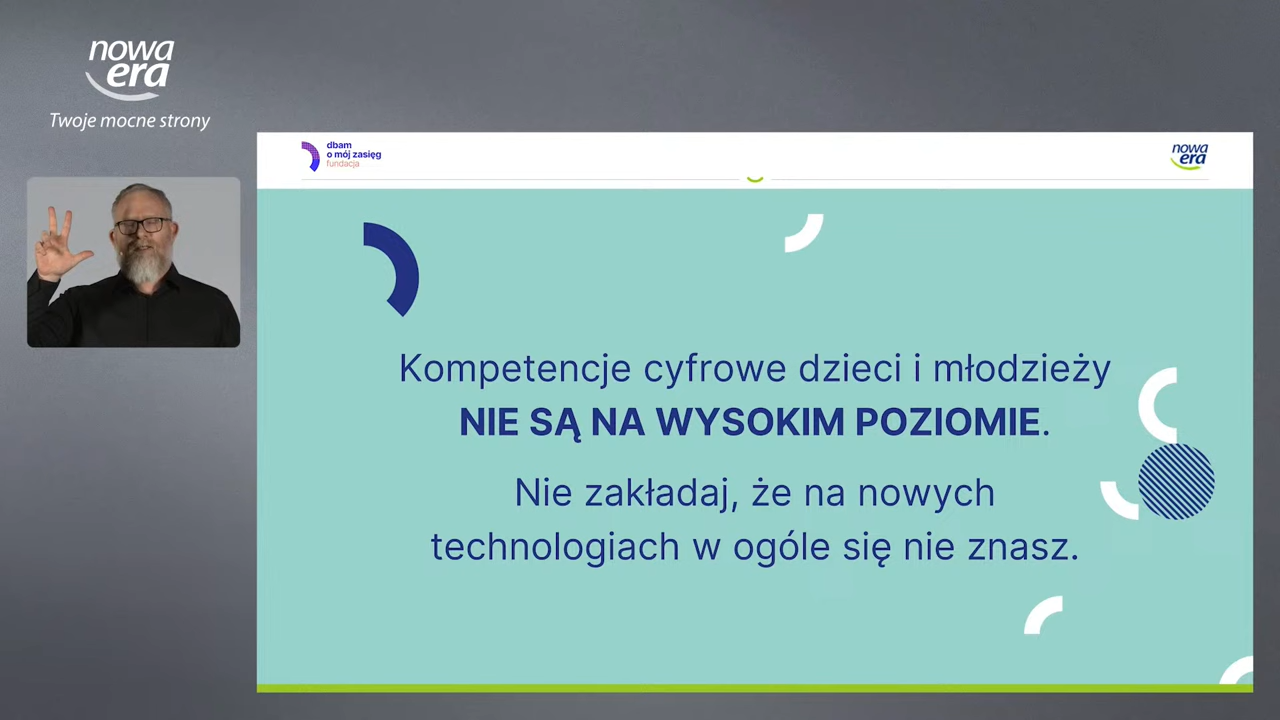 nowa
era
Twoje mocne strony
dbam
o mój zasięg
fundacja
nowa
era
Kompetencje cyfrowe dzieci i młodzieży
NIE SĄ NA WYSOKIM POZIOMIE.
Nie zakładaj, że na nowych
technologiach w ogóle się nie znasz.